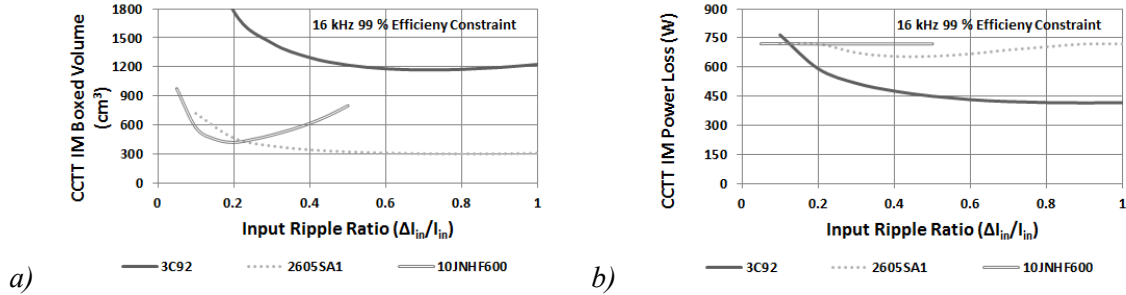 16 kHz 99 % Efficieny Constraint
CCTT IM Boxed Volume
(cm³)
1800
1500
1200
900
600
300
0
0 0.2 0.4 0.6 0.8 1
Input Ripple Ratio (ΔIin/Iin)
3C92 2605SA1 10JNHF600
a)
16 kHz 99 % Efficieny Constraint
CCTT IM Power Loss (W)
900
750
600
450
300
150
0
0 0.2 0.4 0.6 0.8 1
Input Ripple Ratio (ΔIin/Iin)
3C92 2605SA1 10JNHF600
b)